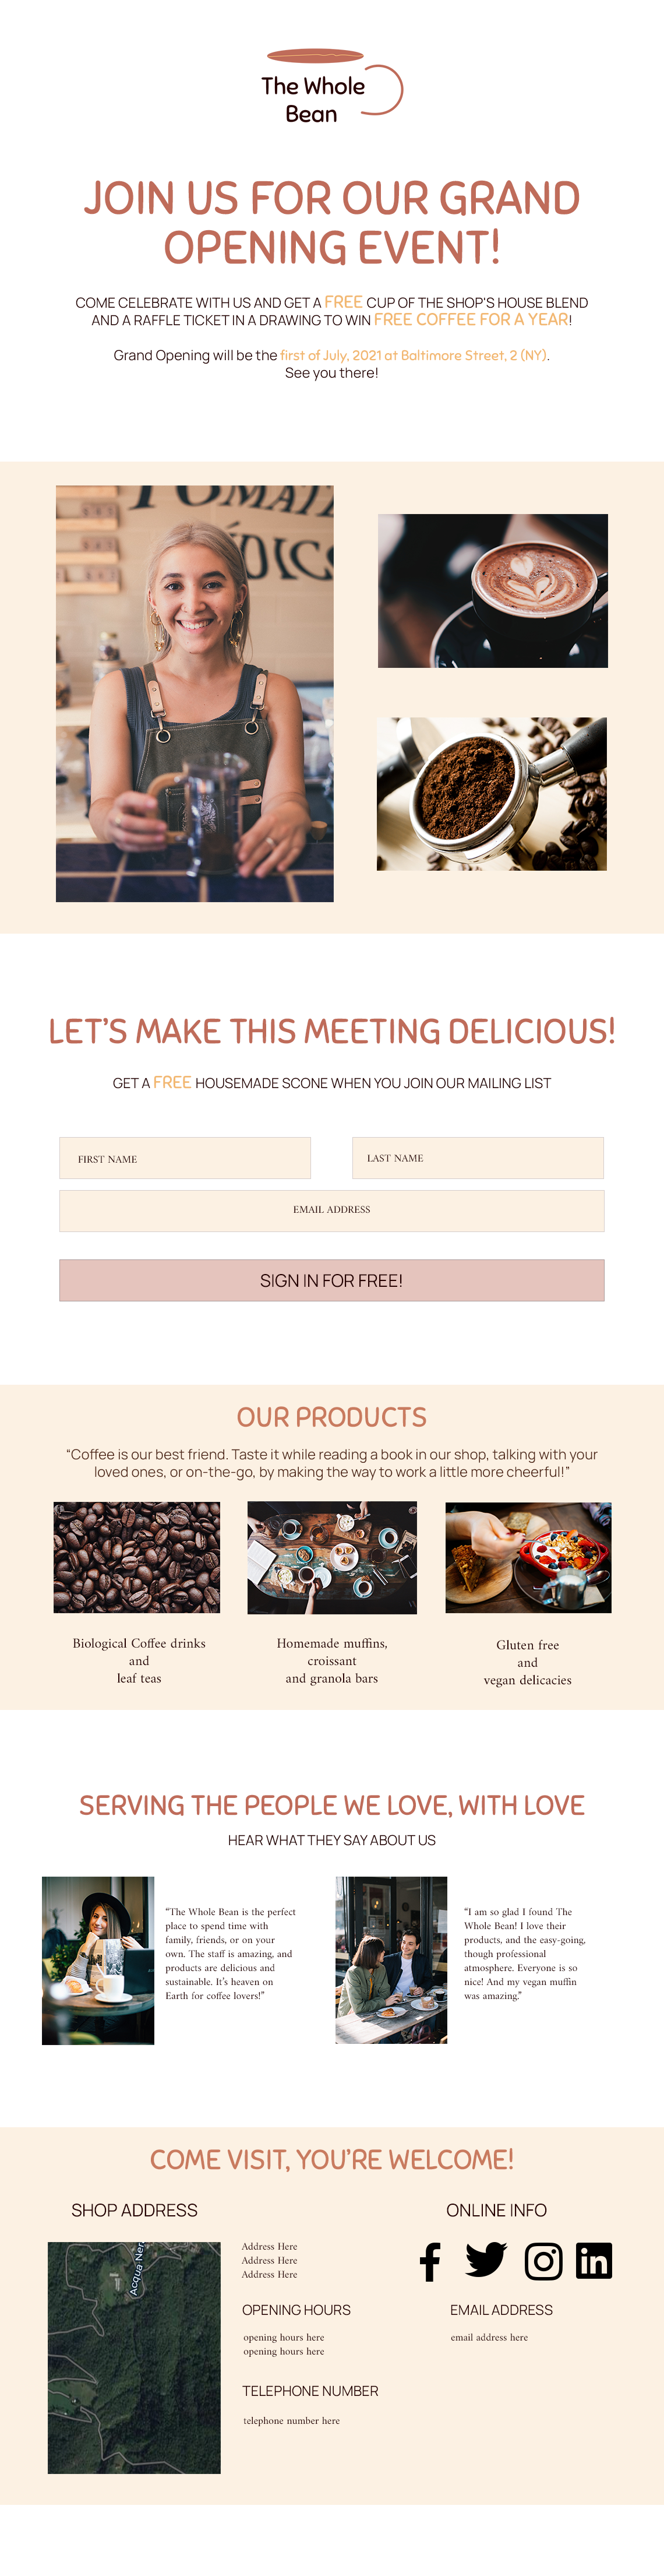 The Whole
Bean
JOIN US FOR OUR GRAND
OPENING EVENT!
COME CELEBRATE WITH US AND GET A FREE CUP OF THE SHOP'S HOUSE BLEND
AND A RAFFLE TICKET IN A DRAWING TO WIN FREE COFFEE FOR A YEAR!
Grand Opening will be the first of July, 2021 at Baltimore Street, 2 (NY).
See you there!
LET'S MAKE THIS MEETING DELICIOUS!
GET A FREE HOUSEMADE SCONE WHEN YOU JOIN OUR MAILING LIST
FIRST NAME
LAST NAME
EMAIL ADDRESS
SIGN IN FOR FREE!
OUR PRODUCTS
“Coffee is our best friend. Taste it while reading a book in our shop, talking with your
loved ones, or on-the-go, by making the way to work a little more cheerful!”
Biological Coffee drinks
and
leaf teas
Homemade muffins,
croissant
and granola bars
Gluten free
and
vegan delicacies
SERVING THE PEOPLE WE LOVE, WITH LOVE
HEAR WHAT THEY SAY ABOUT US
“The Whole Bean is the perfect
place to spend time with
family, friends, or on your
own. The staff is amazing, and
products are delicious and
sustainable. It’s heaven on
Earth for coffee lovers!”
“I am so glad I found The
Whole Bean! I love their
products, and the easy-going,
though professional
atmosphere. Everyone is so
nice! And my vegan muffin
was amazing.”
COME VISIT, YOU’RE WELCOME!
SHOP ADDRESS
Acqua Ner
Address Here
Address Here
Address Here
OPENING HOURS
opening hours here
opening hours here
TELEPHONE NUMBER
telephone number here
ONLINE INFO
in
EMAIL ADDRESS
email address here